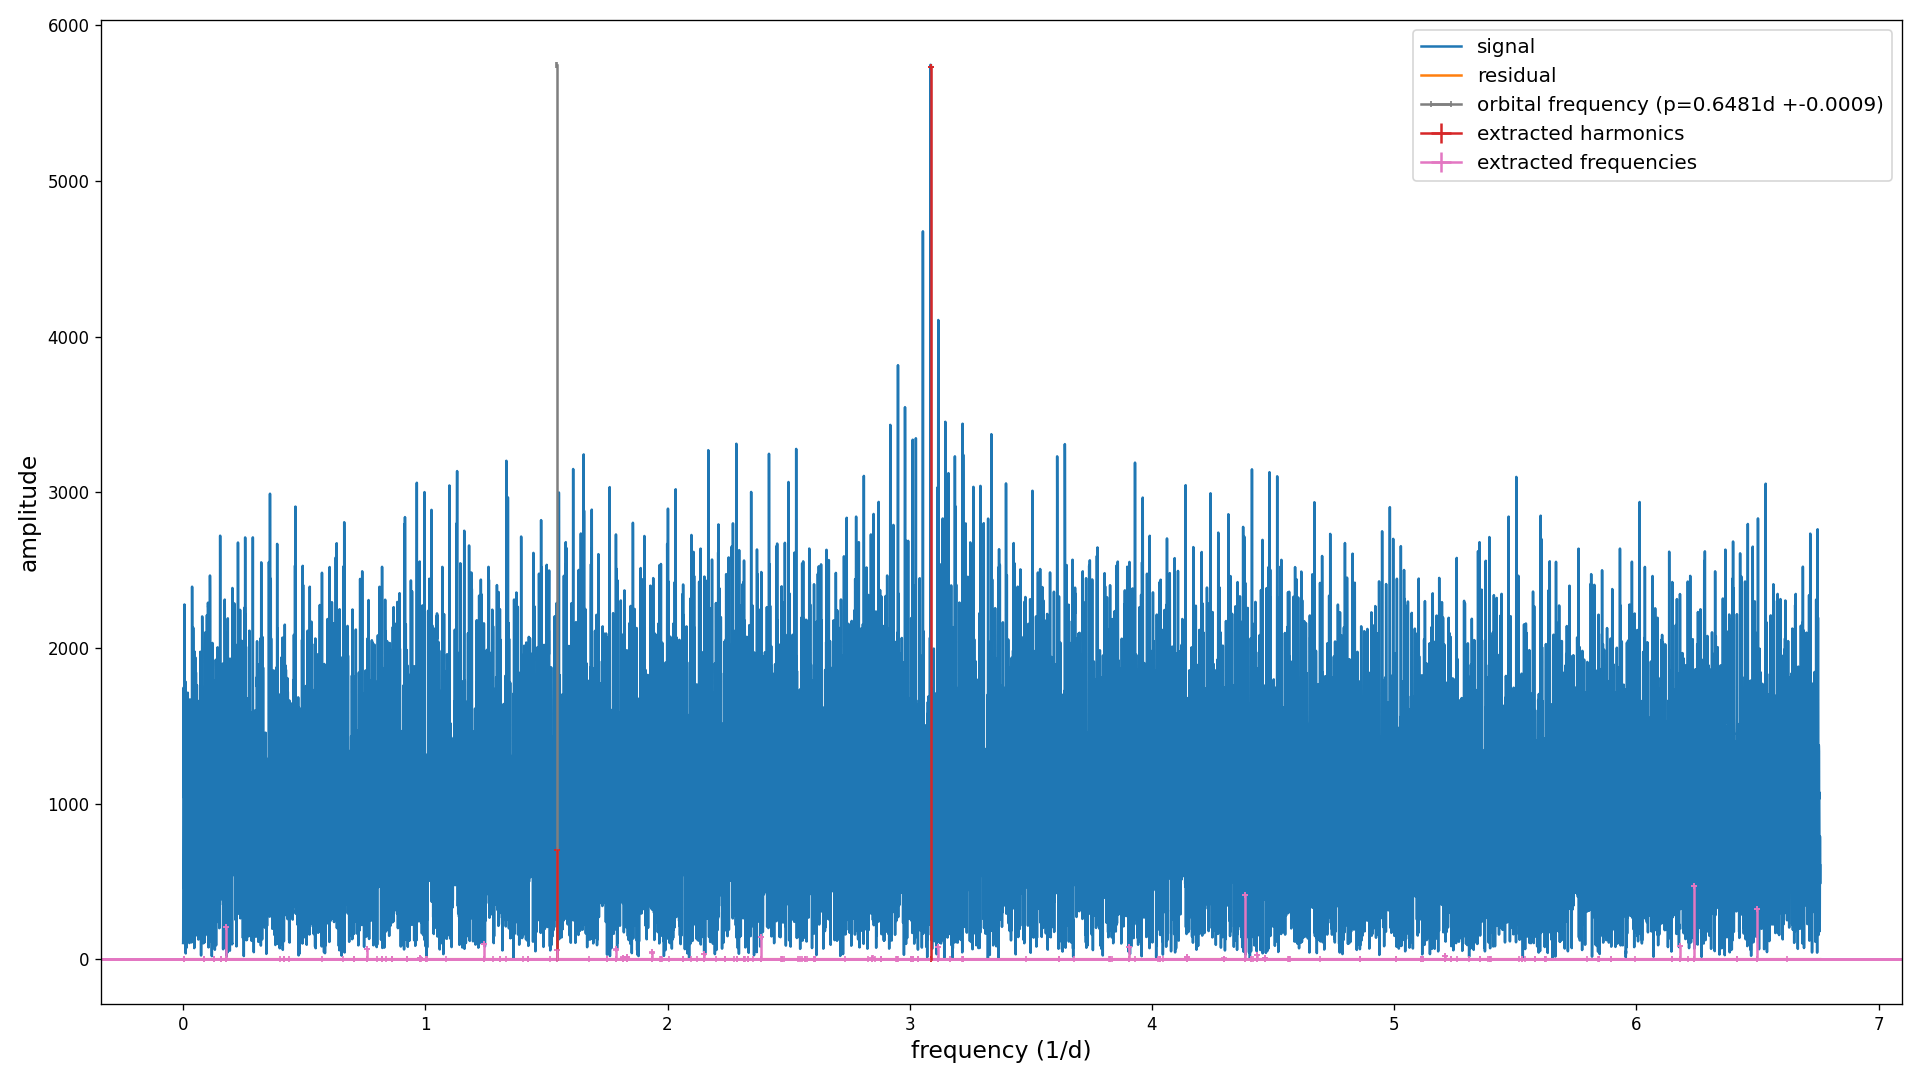 6000
5000
4000
3000
2000
1000
0
amplitude
signal
residual
orbital frequency (p=0.6481d +-0.0009)
extracted harmonics
extracted frequencies
0 1 2 3 4 5 6 7
frequency (1/d)